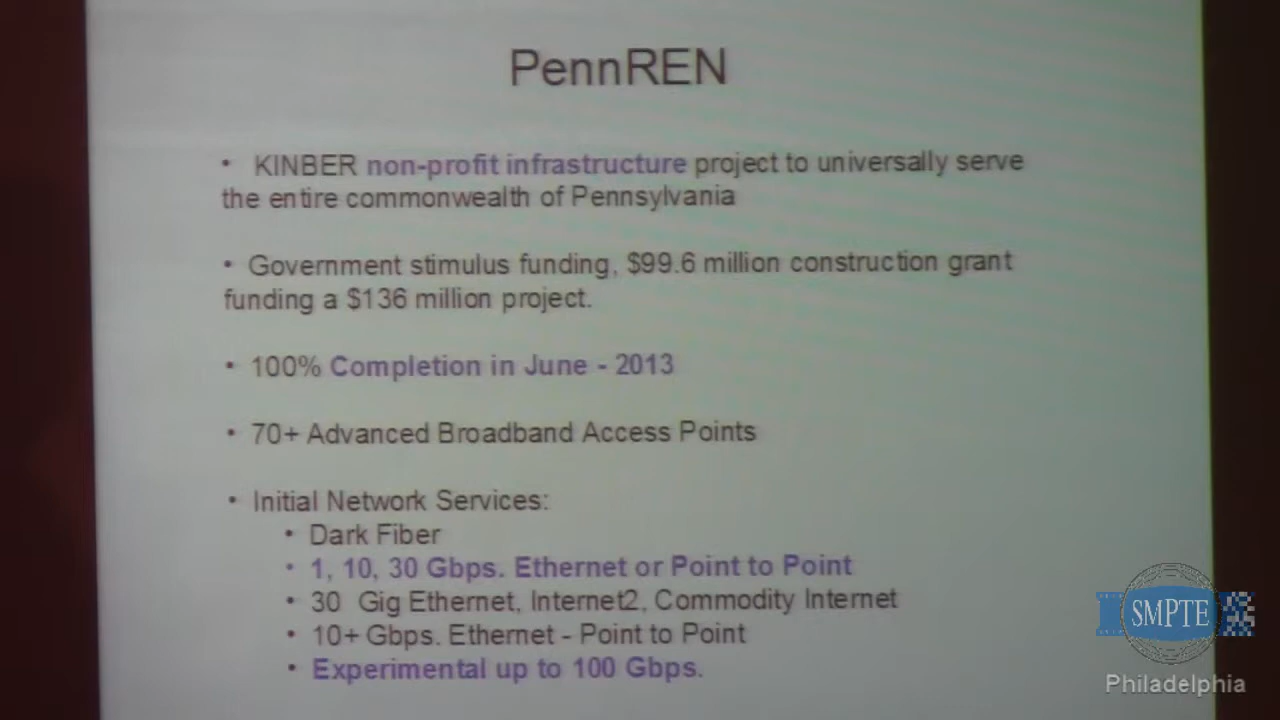 PennREN
• KINBER non-profit infrastructure project to universally serve
the entire commonwealth of Pennsylvania
• Government stimulus funding, $99.6 million construction grant
funding a $136 million project.
• 100% Completion in June - 2013
• 70+ Advanced Broadband Access Points
• Initial Network Services:
• Dark Fiber
• 1, 10, 30 Gbps. Ethernet or Point to Point
• 30 Gig Ethernet, Internet2, Commodity Internet
• 10+ Gbps. Ethernet - Point to Point
• Experimental up to 100 Gbps.
SMPTE
Philadelphia